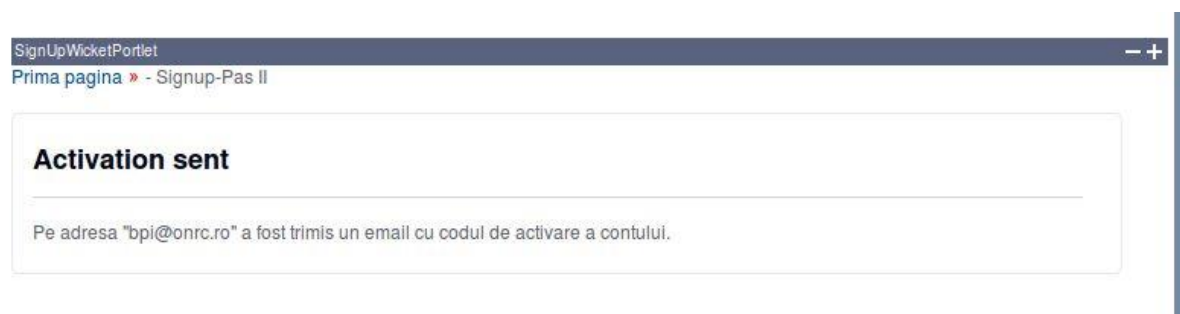 SignUpWicketPortlet
Prima pagina » - Signup-Pas II
Activation sent
Pe adresa "bpi@onrc.ro" a fost trimis un email cu codul de activare a contului.